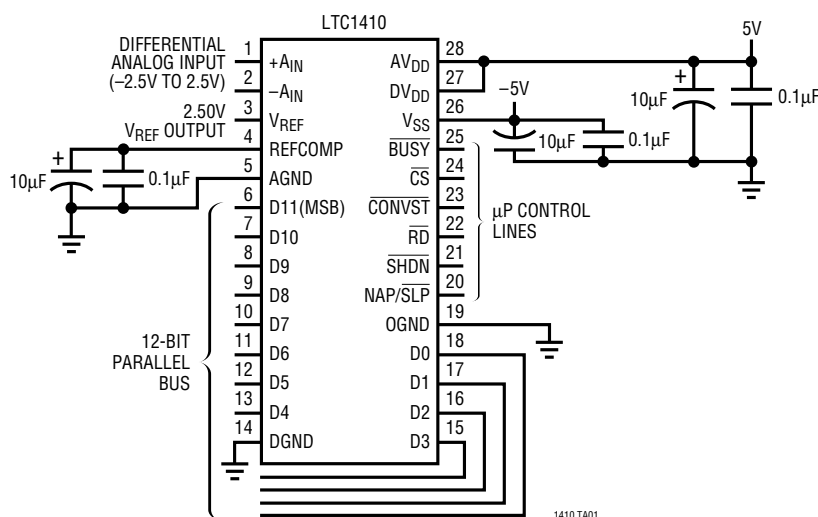 LTC1410
DIFFERENTIAL
ANALOG INPUT
(–2.5V TO 2.5V)
2.50V
VREF OUTPUT
10µF
+
0.1µF
12-BIT
PARALLEL
BUS
1 +AIN
2 –AIN
3 VREF
4 REFCOMP
5 AGND
6 D11(MSB)
7 D10
8 D9
9 D8
10 D7
11 D6
12 D5
13 D4
14 DGND
AVDD 28
DVDD 27
VSS 26
BUSY 25
CS 24
CONVST 23
RD 22
SHDN 21
NAP/SLP 20
OGND 19
D0 18
D1 17
D2 16
D3 15
5V
–5V
+
10µF
0.1µF
10µF
0.1µF
µP CONTROL
LINES
1410 TA01